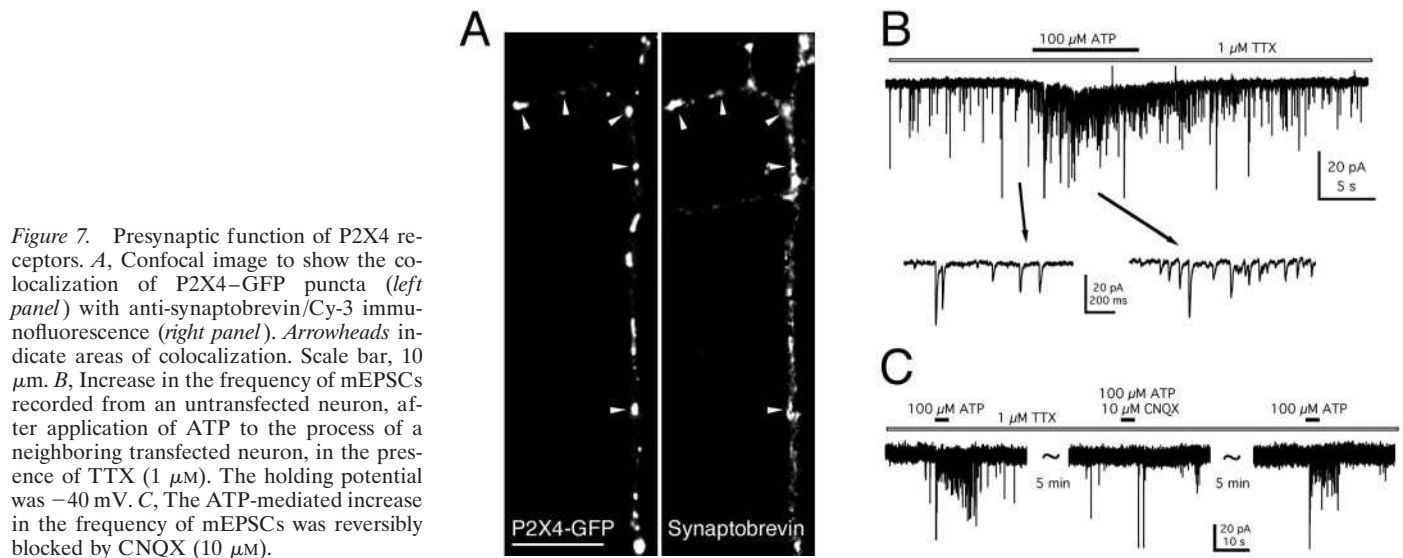 Figure 7. Presynaptic function of P2X4 re-
ceptors. A, Confocal image to show the co-
localization of P2X4–GFP puncta (left
panel) with anti-synaptobrevin/Cy-3 immu-
nofluorescence (right panel). Arrowheads in-
dicate areas of colocalization. Scale bar, 10
μm. B, Increase in the frequency of mEPSCs
recorded from an untransfected neuron, af-
ter application of ATP to the process of a
neighboring transfected neuron, in the pres-
ence of TTX (1 μM). The holding potential
was −40 mV. C, The ATP-mediated increase
in the frequency of mEPSCs was reversibly
blocked by CNQX (10 μM).
A
P2X4-GFP
Synaptobrevin
B
100 μM ATP
1 μM TTX
20 pA
5 s
20 pA
200 ms
C
100 μM ATP
1 μM TTX
100 μM ATP
10 μM CNQX
100 μM ATP
~
5 min
~
5 min
20 pA
10 s